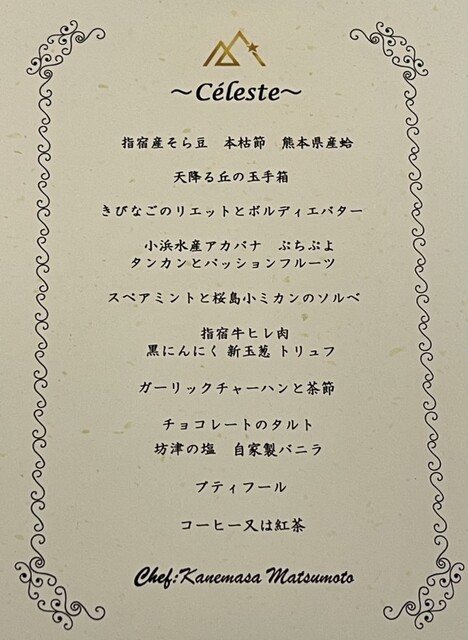 ～Céleste～
指宿産そら豆　本枯節　熊本県産蛤
天降る丘の玉手箱
きびなごのリエットとボルディエバター
小浜水産アカバナ　ぷちぷよ
タンカンとパッションフルーツ
スペアミントと桜島小ミカンのソルベ
指宿牛ヒレ肉
黒にんにく 新玉葱 トリュフ
ガーリックチャーハンと茶節
チョコレートのタルト
坊津の塩　自家製バニラ
プティフール
コーヒー又は紅茶
Chef:Kanemasa Matsumoto